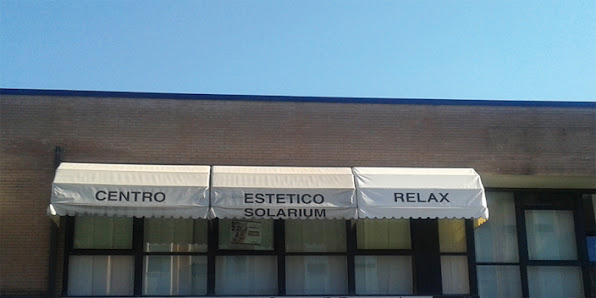 CENTRO
ESTETICO
SOLARIUM
RELAX